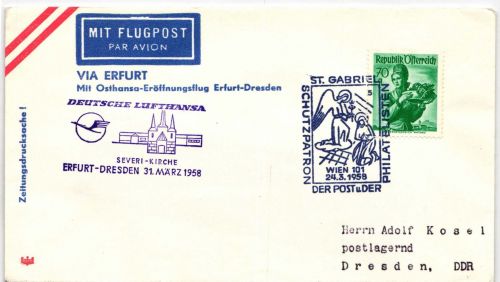 MIT FLUGPOST
PAR AVION
VIA ERFURT
Mit Osthansa-Eröffnungsflug Erfurt-Dresden
DEUTSCHE LUFTHANSA
SEVERI-KIRCHE
ERFURT-DRESDEN 31. MÄRZ 1958
Zeitungsdrucksache!
ST. GABRIEL
SCHUTZPATRON
5
WIEN 101
24.3.1958
DER POST u. DER
PHILATELISTEN
Republik Österreich
70
Herrn Adolf Kosel
postlagernd
Dresden, DDR